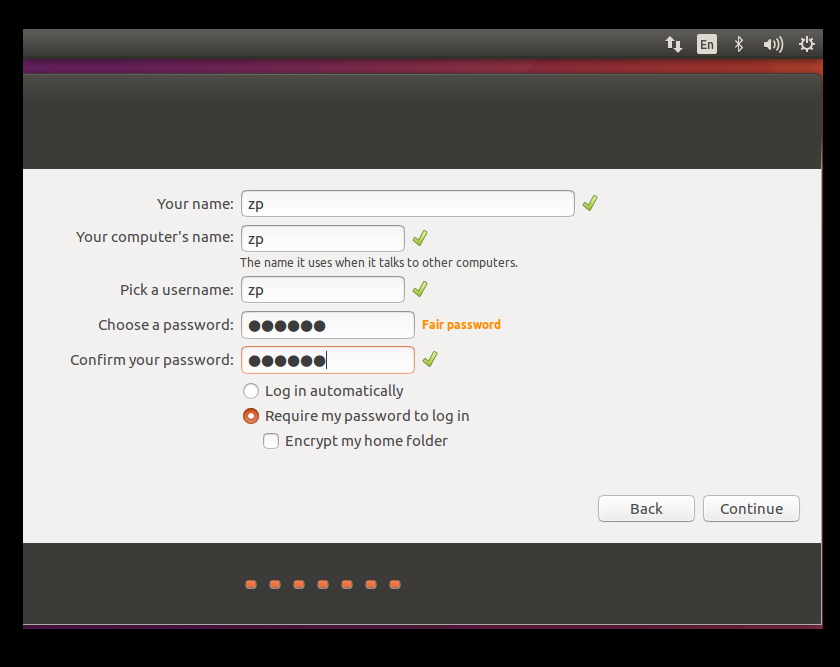 En
Your name: zp
Your computer's name: zp
The name it uses when it talks to other computers.
Pick a username: zp
Choose a password: ●●●●●● Fair password
Confirm your password: ●●●●●●
Log in automatically
Require my password to log in
Encrypt my home folder
Back Continue